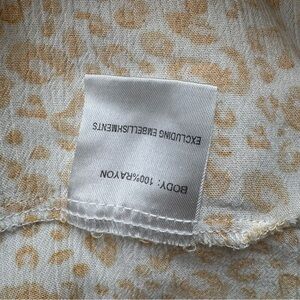 BODY: 100%RAYON
EXCLUDING EMBELLISHMENTS